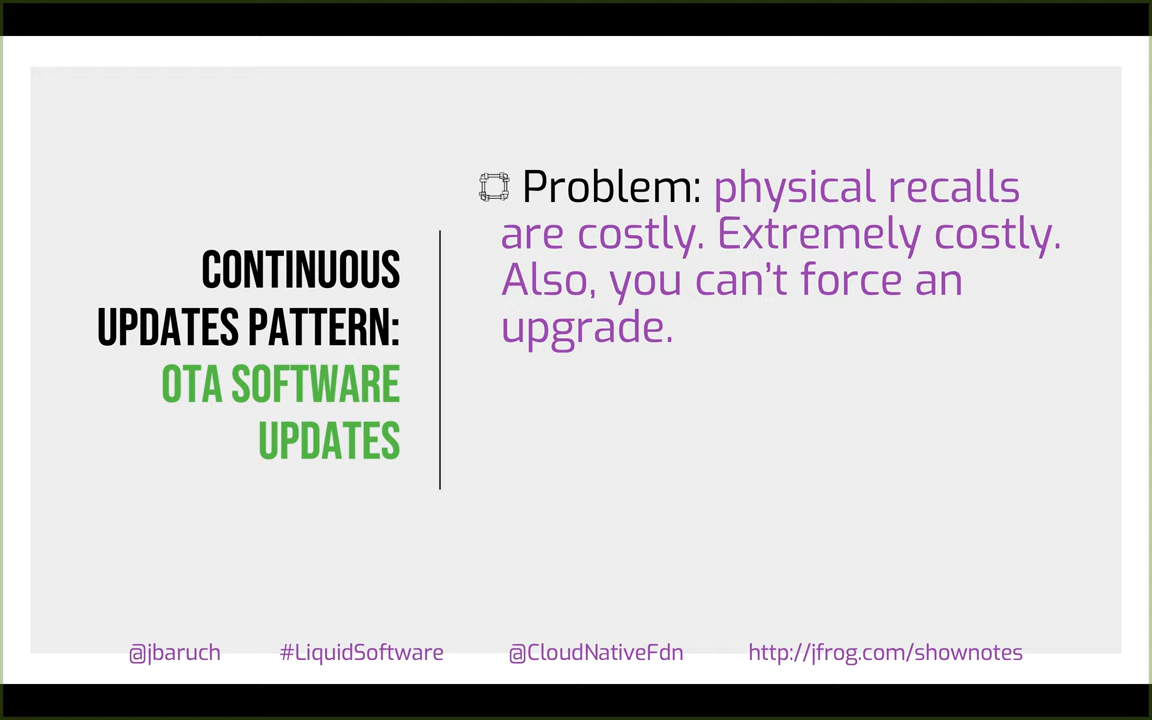 CONTINUOUS
UPDATES PATTERN:
OTA SOFTWARE
UPDATES
Problem: physical recalls
are costly. Extremely costly.
Also, you can’t force an
upgrade.
@jbaruch #LiquidSoftware @CloudNativeFdn http://jfrog.com/shownotes